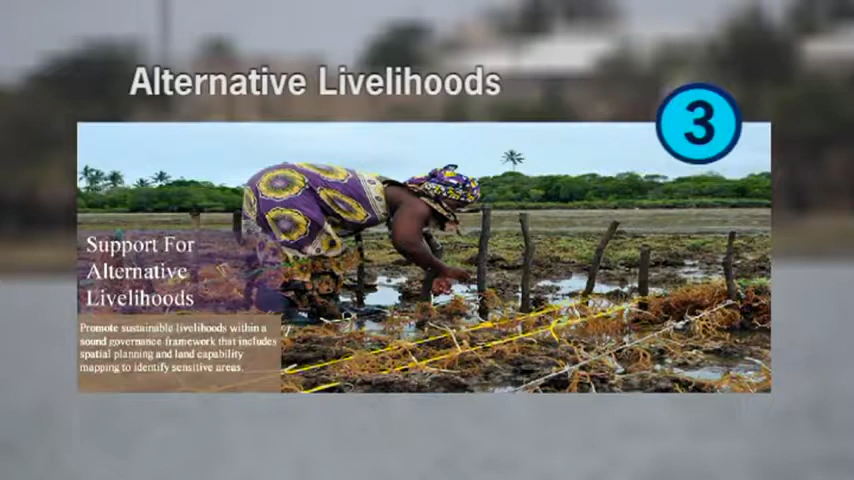 Alternative Livelihoods
3
Support For
Alternative
Livelihoods
Promote sustainable livelihoods within a
sound governance framework that includes
spatial planning and land capability
mapping to identify sensitive areas.